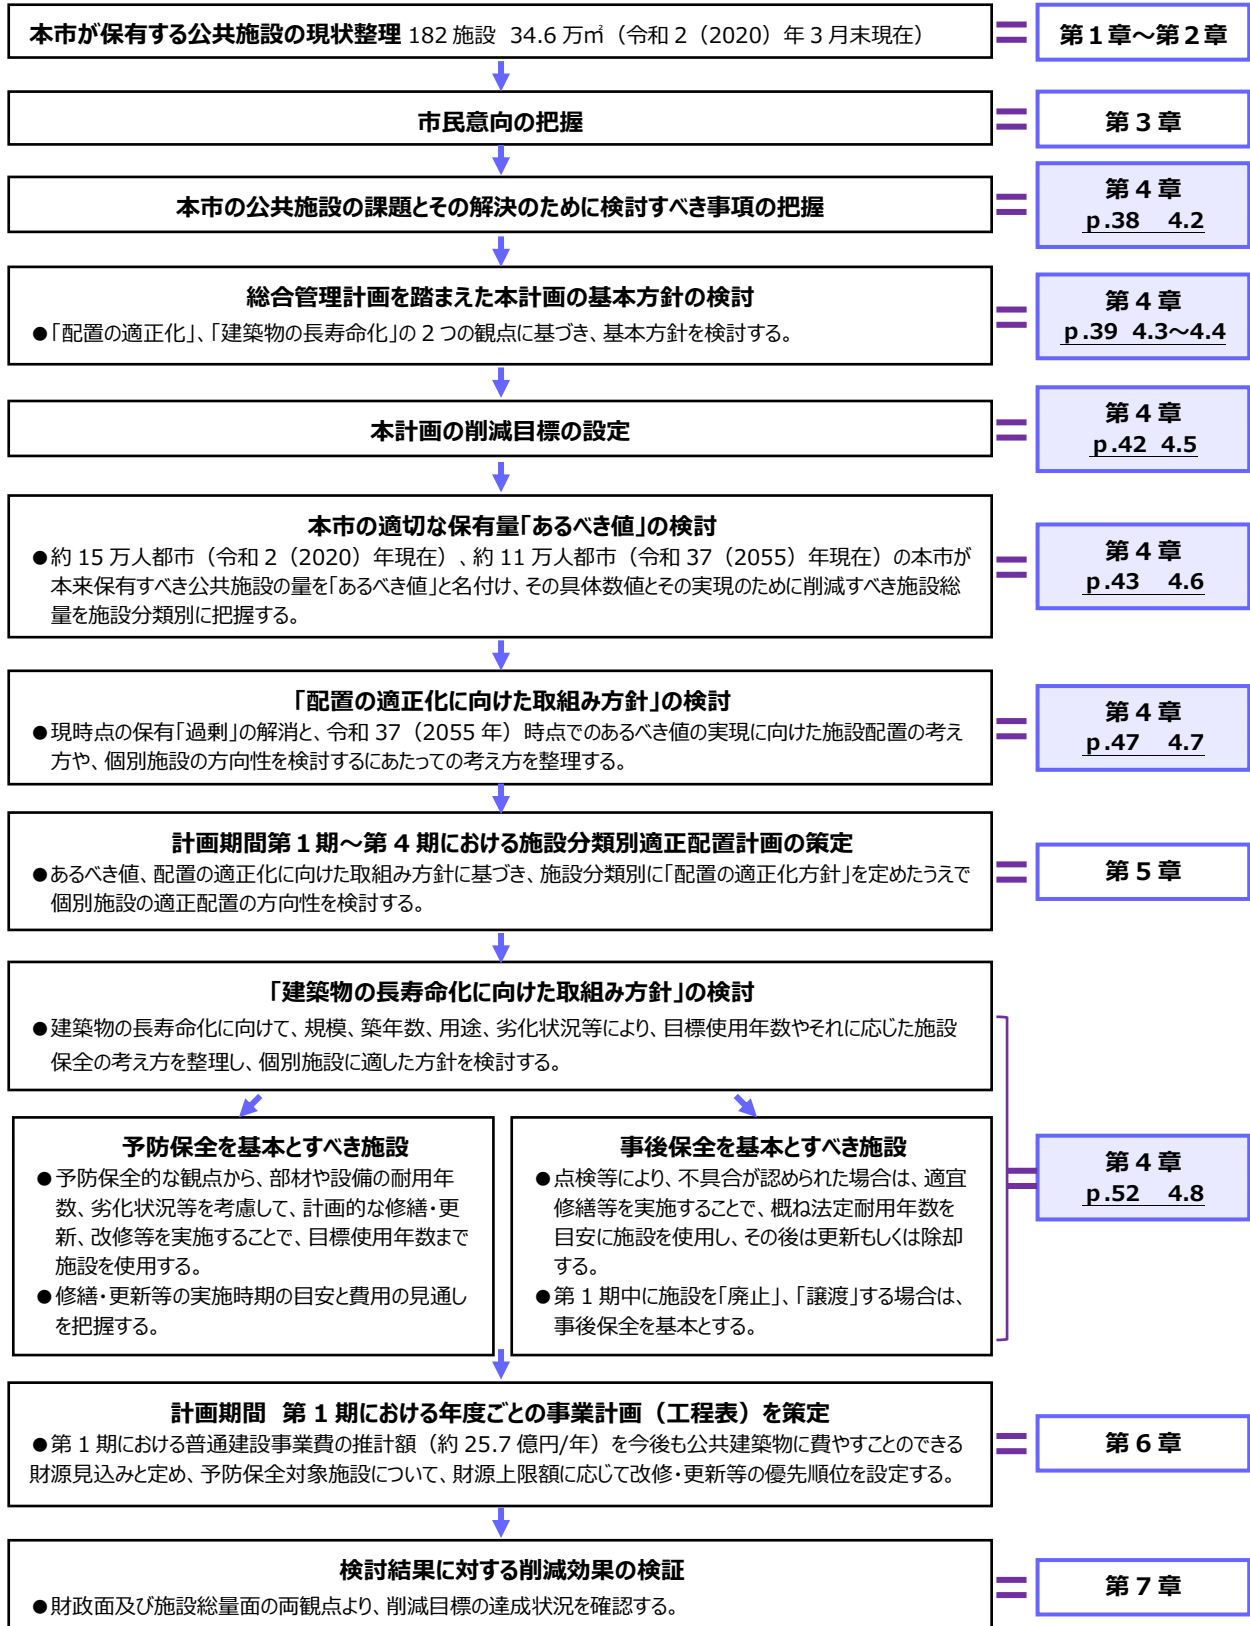 本市が保有する公共施設の現状整理 182 施設 34.6 万㎡（令和 2（2020）年 3 月末現在）
第１章～第２章
市民意向の把握
第 3 章
本市の公共施設の課題とその解決のために検討すべき事項の把握
第 4 章
p.38 4.2
総合管理計画を踏まえた本計画の基本方針の検討
●「配置の適正化」、「建築物の長寿命化」の 2 つの観点に基づき、基本方針を検討する。
第 4 章
p.39 4.3～4.4
本計画の削減目標の設定
第 4 章
p.42 4.5
本市の適切な保有量「あるべき値」の検討
●約 15 万人都市（令和 2（2020）年現在）、約 11 万人都市（令和 37（2055）年現在）の本市が
本来保有すべき公共施設の量を「あるべき値」と名付け、その具体数値とその実現のために削減すべき施設総
量を施設分類別に把握する。
第 4 章
p.43 4.6
「配置の適正化に向けた取組み方針」の検討
●現時点の保有「過剰」の解消と、令和 37（2055 年）時点でのあるべき値の実現に向けた施設配置の考え
方や、個別施設の方向性を検討するにあたっての考え方を整理する。
第 4 章
p.47 4.7
計画期間第 1 期～第 4 期における施設分類別適正配置計画の策定
●あるべき値、配置の適正化に向けた取組み方針に基づき、施設分類別に「配置の適正化方針」を定めたうえで
個別施設の適正配置の方向性を検討する。
第 5 章
「建築物の長寿命化に向けた取組み方針」の検討
●建築物の長寿命化に向けて、規模、築年数、用途、劣化状況等により、目標使用年数やそれに応じた施設
保全の考え方を整理し、個別施設に適した方針を検討する。
予防保全を基本とすべき施設
●予防保全的な観点から、部材や設備の耐用年
数、劣化状況等を考慮して、計画的な修繕・更
新、改修等を実施することで、目標使用年数まで
施設を使用する。
●修繕・更新等の実施時期の目安と費用の見通し
を把握する。
事後保全を基本とすべき施設
●点検等により、不具合が認められた場合は、適宜
修繕等を実施することで、概ね法定耐用年数を
目安に施設を使用し、その後は更新もしくは除却
する。
●第 1 期中に施設を「廃止」、「譲渡」する場合は、
事後保全を基本とする。
第 4 章
p.52 4.8
計画期間 第 1 期における年度ごとの事業計画（工程表）を策定
●第 1 期における普通建設事業費の推計額（約 25.7 億円/年）を今後も公共建築物に費やすことのできる
財源見込みと定め、予防保全対象施設について、財源上限額に応じて改修・更新等の優先順位を設定する。
第 6 章
検討結果に対する削減効果の検証
●財政面及び施設総量面の両観点より、削減目標の達成状況を確認する。
第 7 章